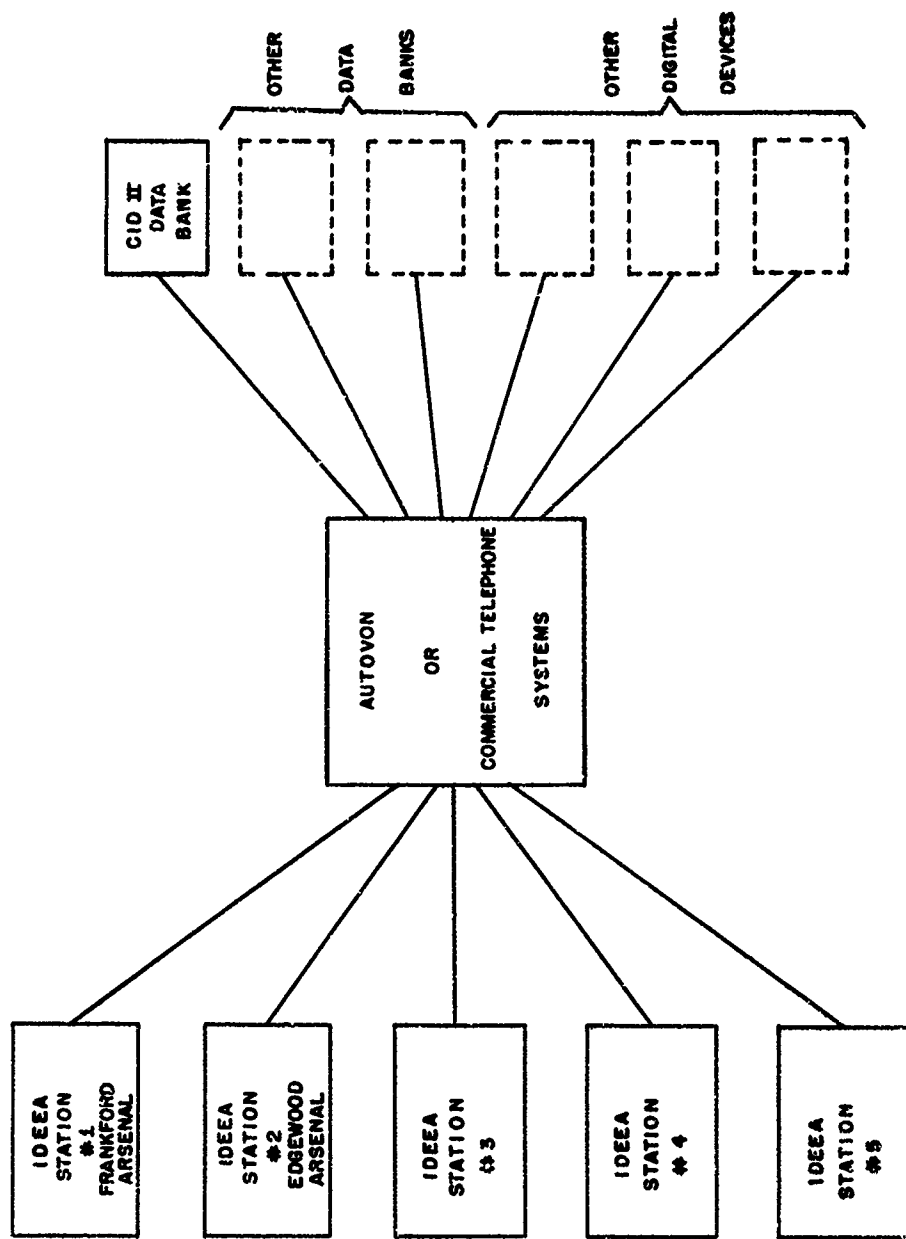 IDEEA
STATION
#1
FRANKFORD
ARSENAL
IDEEA
STATION
#2
EDGEWOOD
ARSENAL
IDEEA
STATION
#3
IDEEA
STATION
#4
IDEEA
STATION
#5
AUTOVON
OR
COMMERCIAL TELEPHONE
SYSTEMS
CID II
DATA
BANK
OTHER
DATA
BANKS
OTHER
DIGITAL
DEVICES